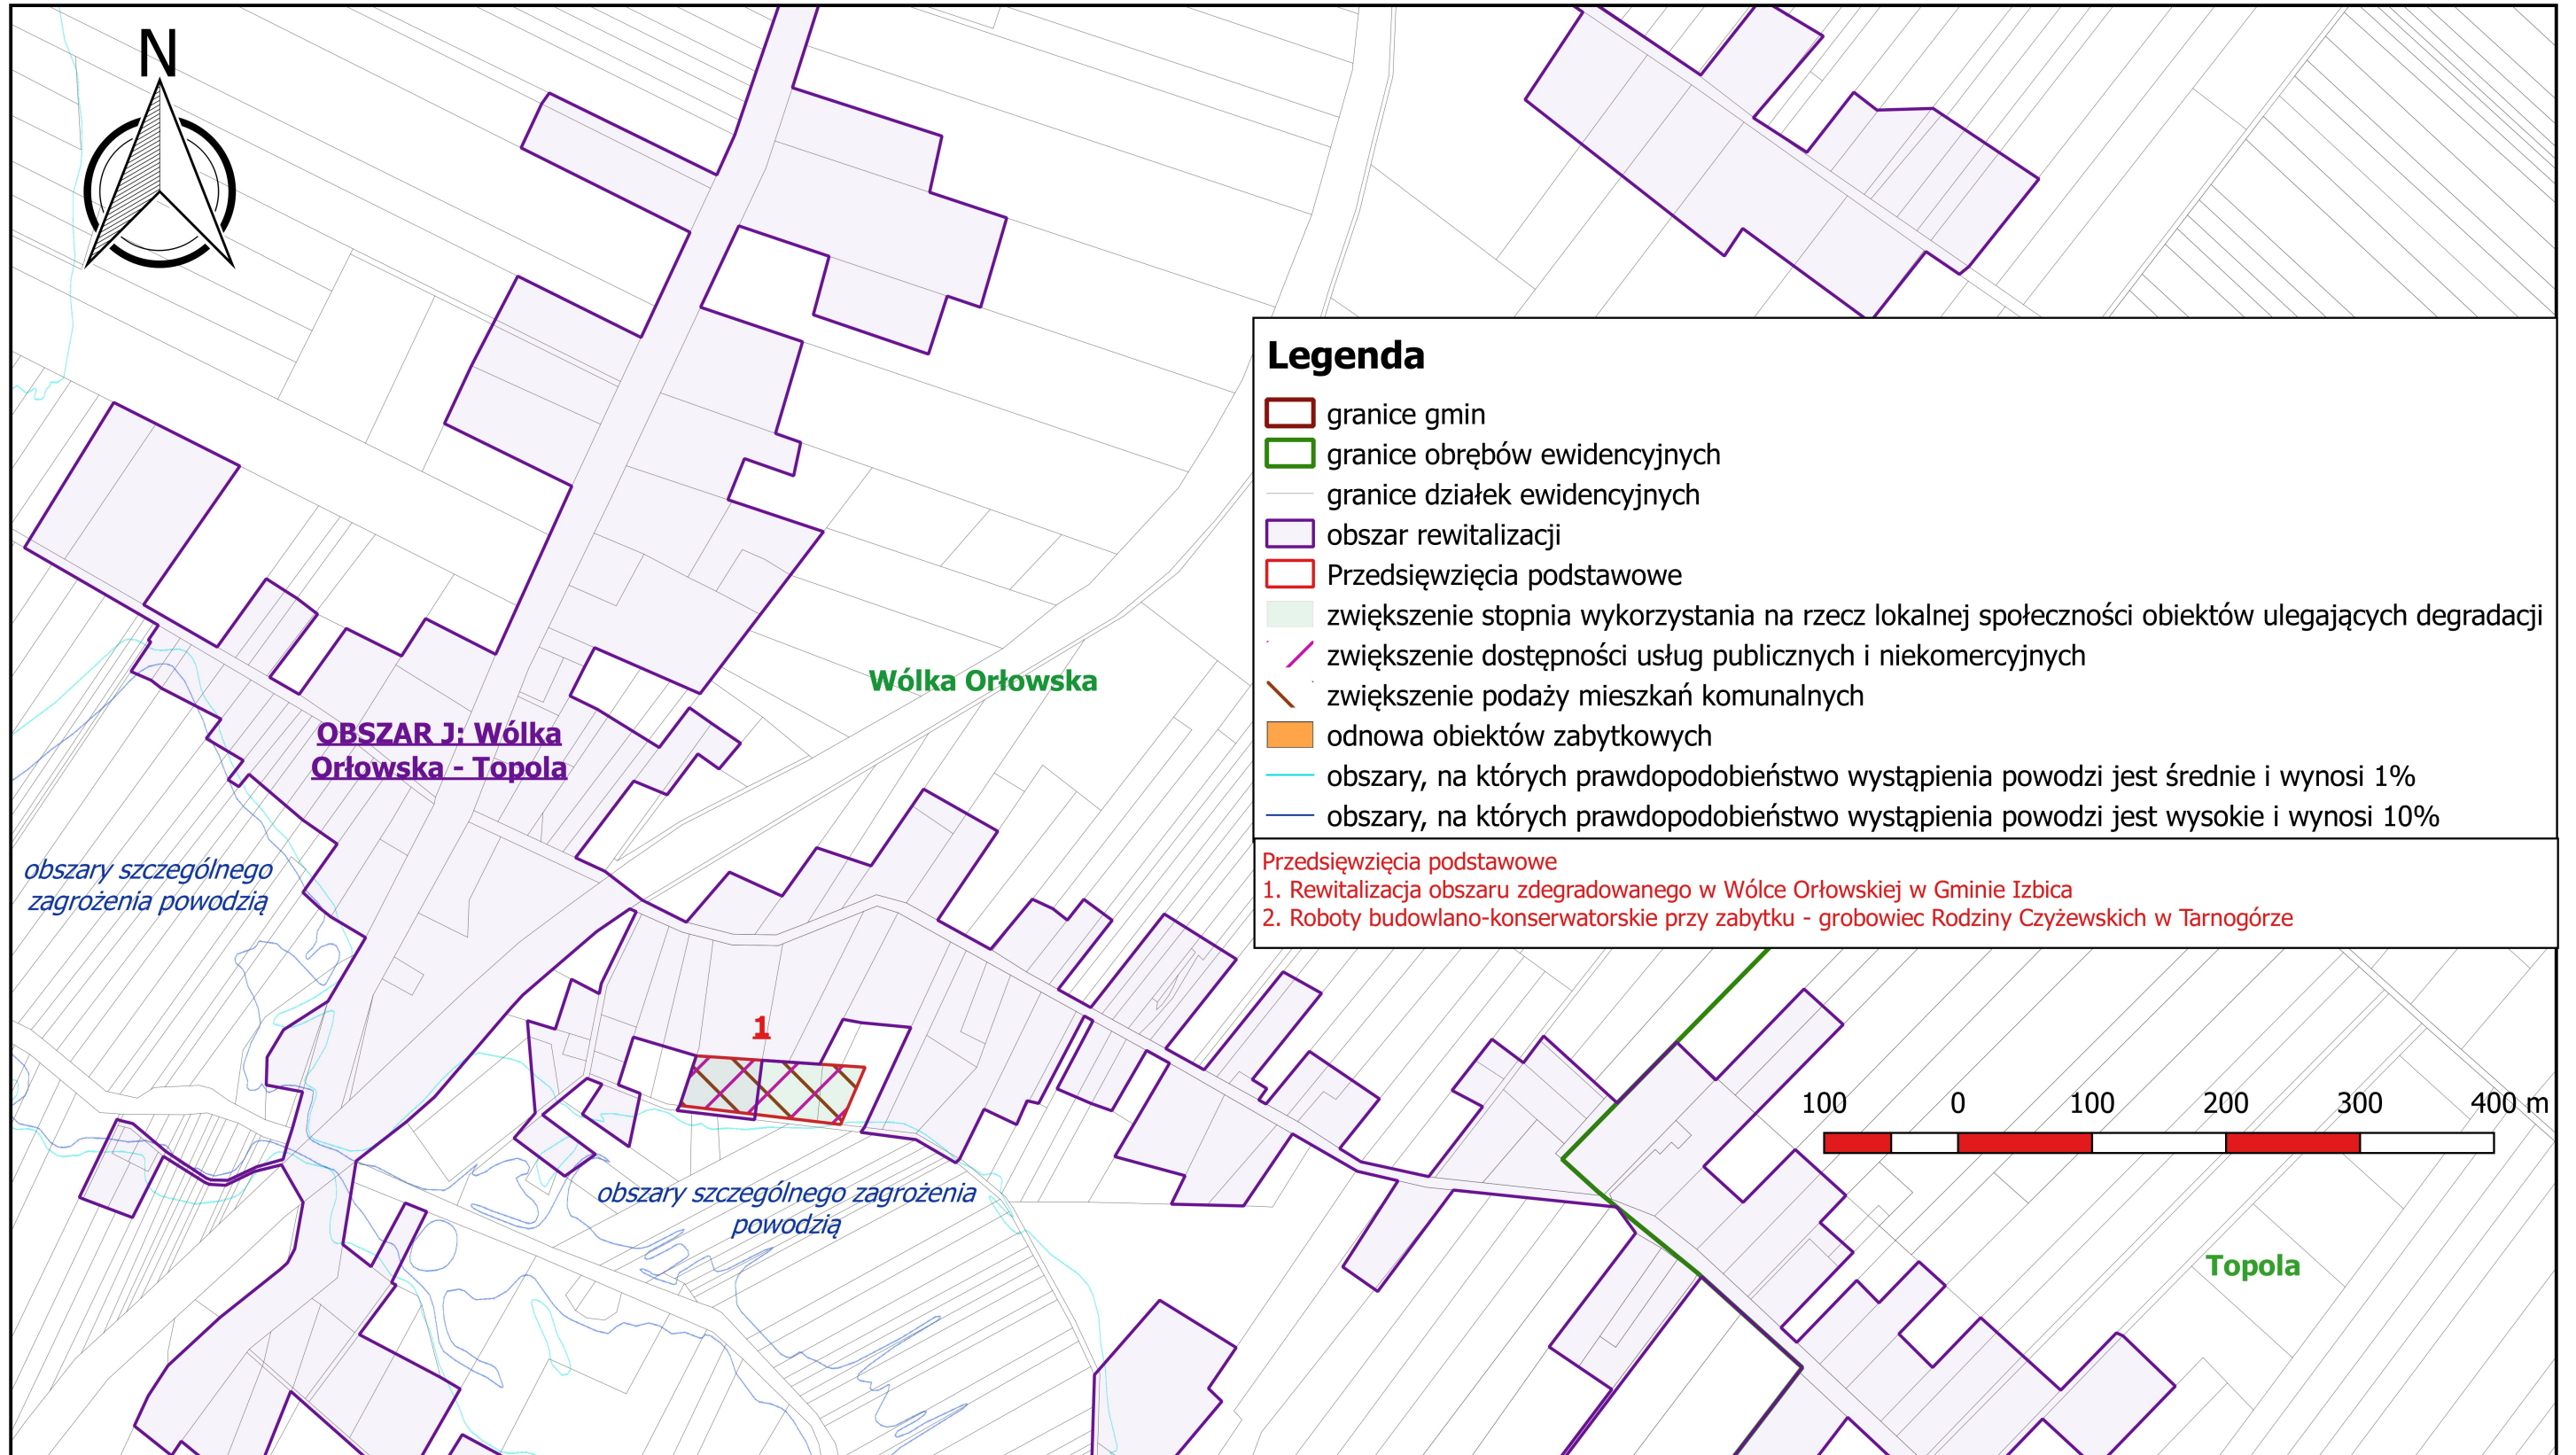 N
Legenda
granice gmin
granice obrębów ewidencyjnych
granice działek ewidencyjnych
obszar rewitalizacji
Przedsięwzięcia podstawowe
zwiększenie stopnia wykorzystania na rzecz lokalnej społeczności obiektów ulegających degradacji
zwiększenie dostępności usług publicznych i niekomercyjnych
zwiększenie podaży mieszkań komunalnych
odnowa obiektów zabytkowych
obszary, na których prawdopodobieństwo wystąpienia powodzi jest średnie i wynosi 1%
obszary, na których prawdopodobieństwo wystąpienia powodzi jest wysokie i wynosi 10%
Przedsięwzięcia podstawowe
1. Rewitalizacja obszaru zdegradowanego w Wólce Orłowskiej w Gminie Izbica
2. Roboty budowlano-konserwatorskie przy zabytku - grobowiec Rodziny Czyżewskich w Tarnogórze
Wólka Orłowska
OBSZAR J: Wólka
Orłowska - Topola
obszary szczególnego
zagrożenia powodzią
1
100 0 100 200 300 400 m
obszary szczególnego zagrożenia
powodzią
Topola